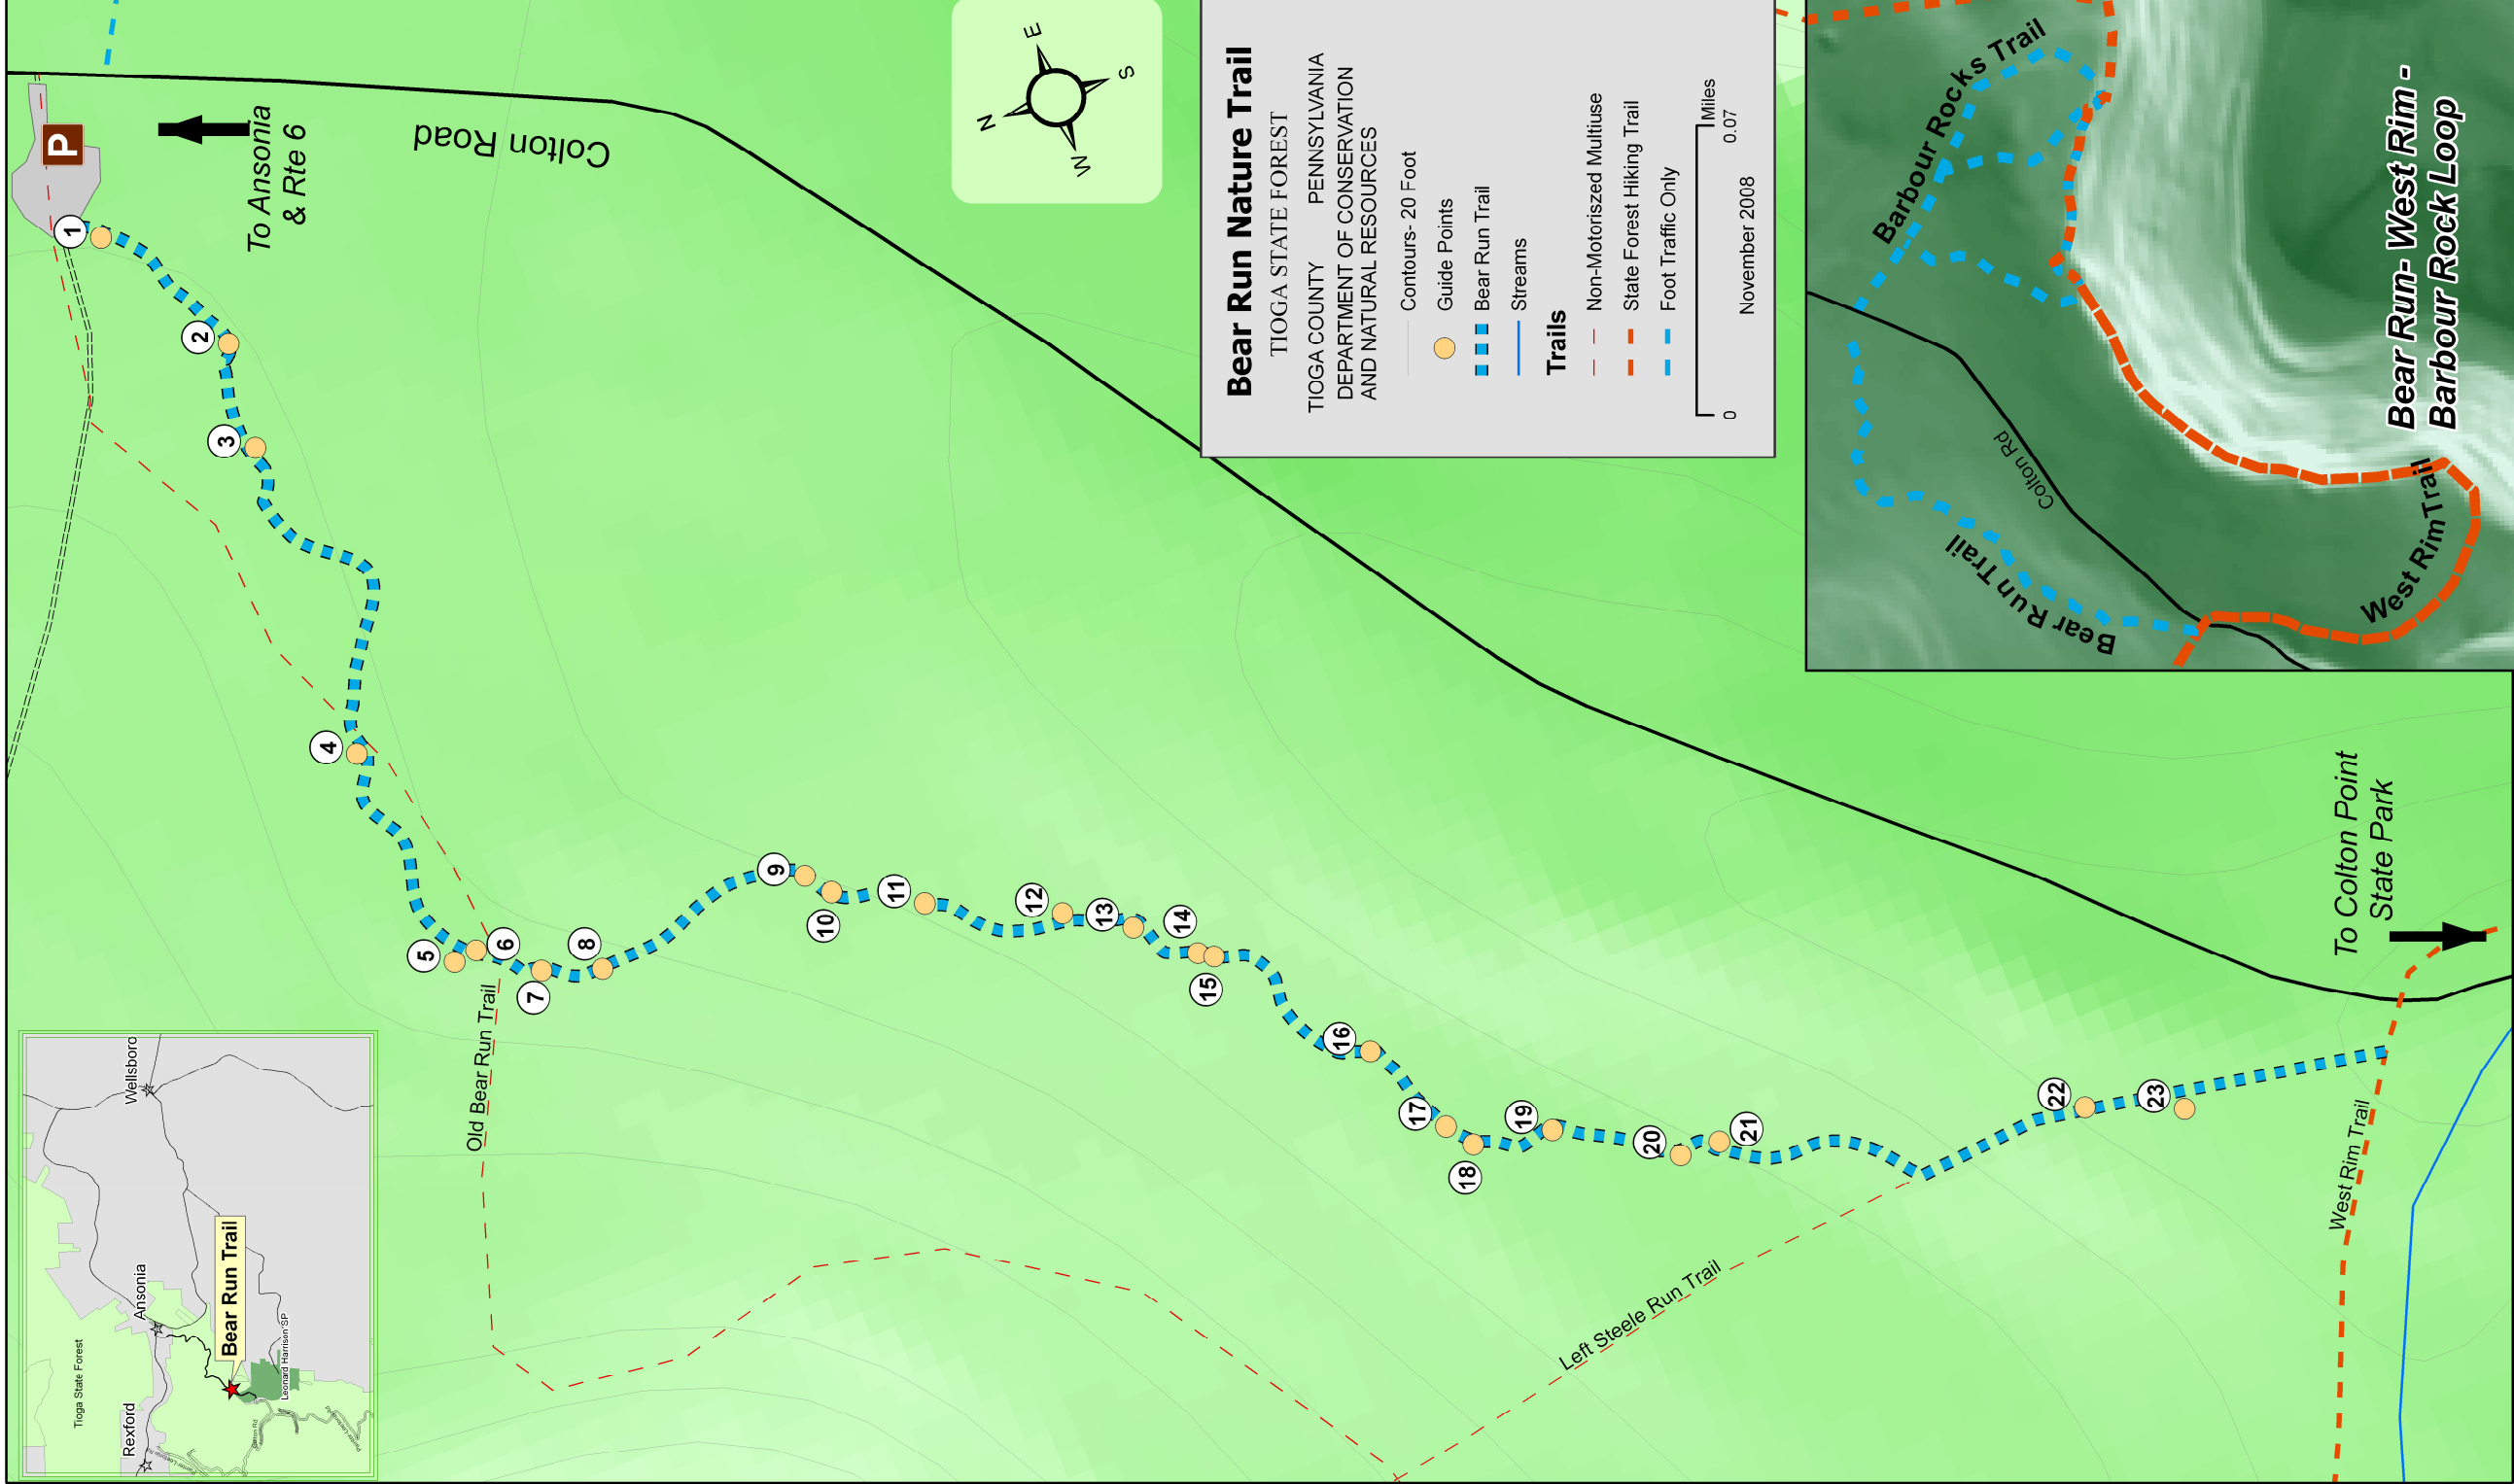 Bear Run Nature Trail
TIOGA STATE FOREST
TIOGA COUNTY PENNSYLVANIA
DEPARTMENT OF CONSERVATION
AND NATURAL RESOURCES
Contours- 20 Foot
Guide Points
Bear Run Trail
Streams
Trails
Non-Motoriszed Multiuse
State Forest Hiking Trail
Foot Traffic Only
0
0.07
Miles
November 2008
N
E
S
W
P
To Ansonia
& Rte 6
Colton Road
1
2
3
4
5
6
7
8
9
10
11
12
13
14
15
16
17
18
19
20
21
22
23
Old Bear Run Trail
Left Steele Run Trail
West Rim Trail
To Colton Point
State Park
Wellsboro
Ansonia
Rexford
Tioga State Forest
Bear Run Trail
Leonard Harrison SP
Colton Rd
Barbour Rocks Trail
Colton Rd
Bear Run Trail
West Rim Trail
Bear Run- West Rim -
Barbour Rock Loop